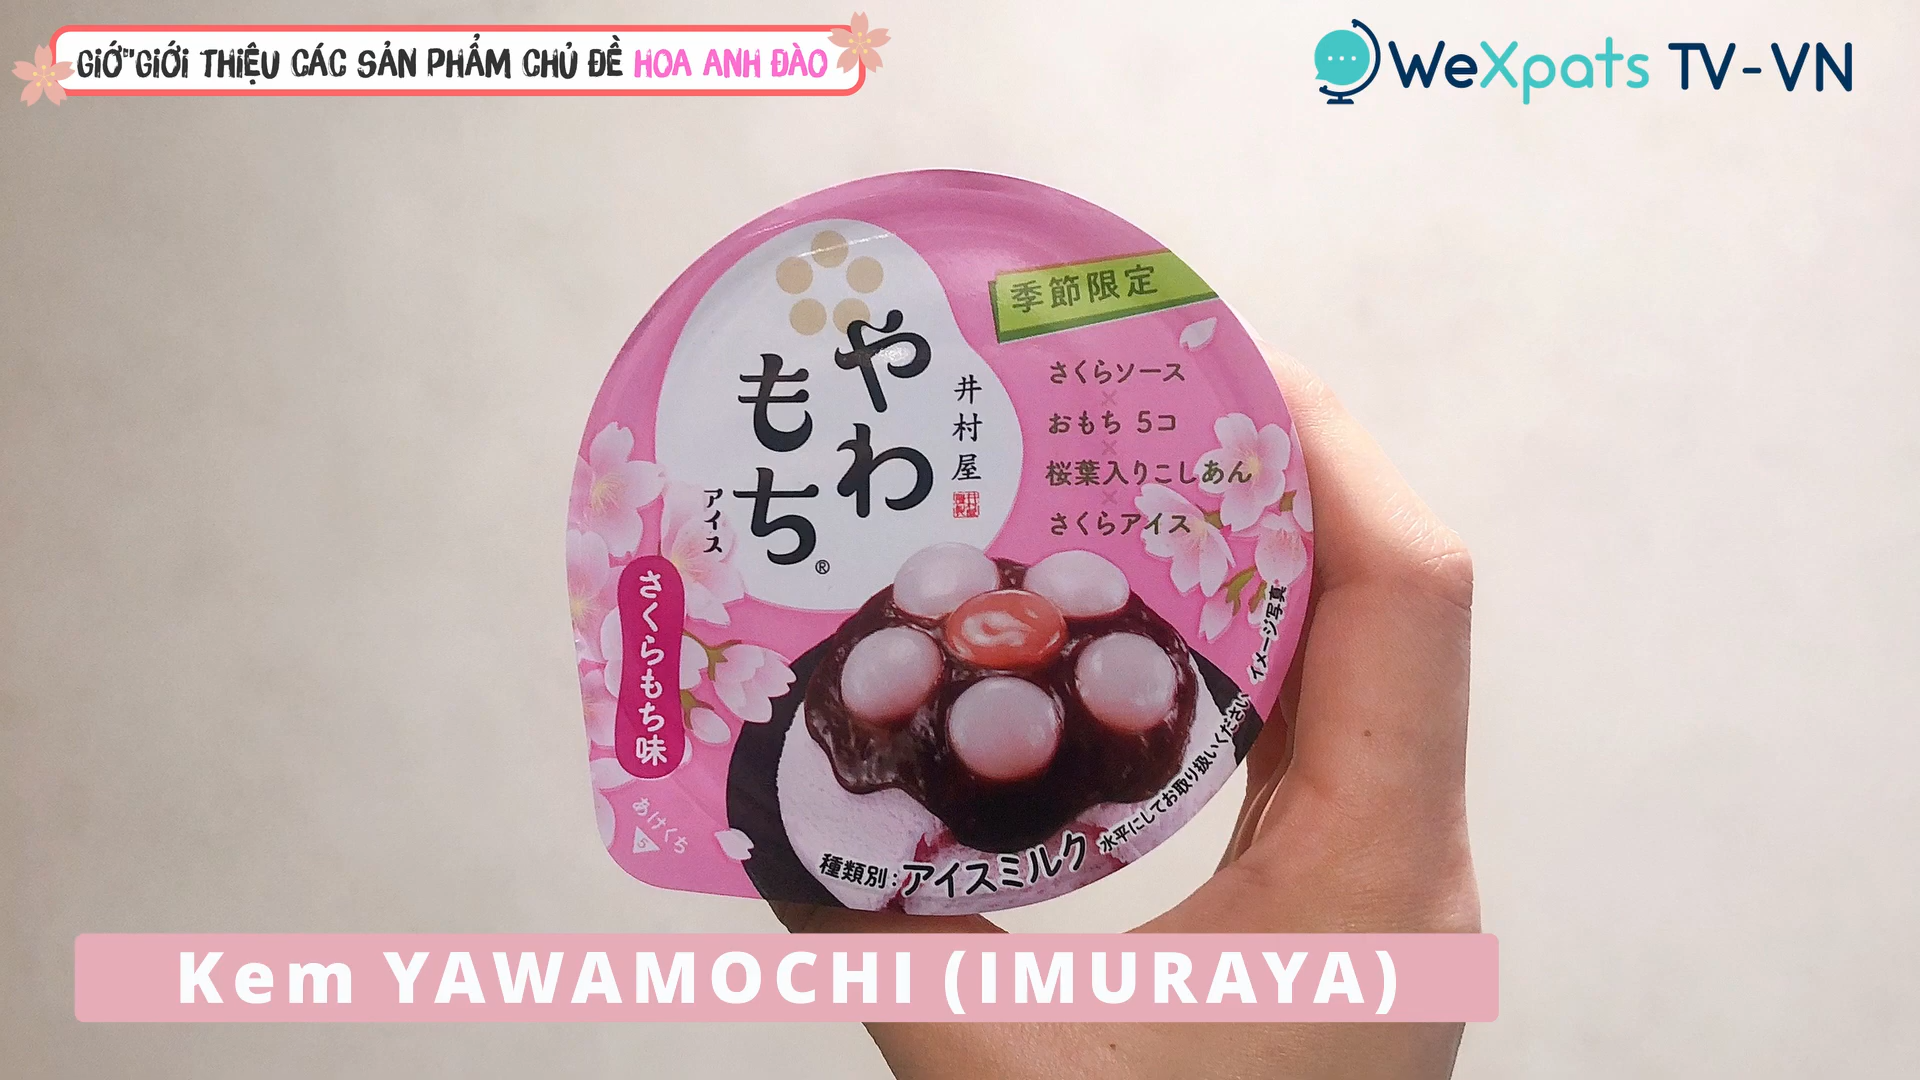 GIỚ"GIỚI THIỆU CÁC SẢN PHẨM CHỦ ĐỀ HOA ANH ĐÀO
WeXpats TV-VN
季節限定
やわ
もち
アイス
®
井村屋
さくらソース
×
おもち 5コ
×
桜葉入りこしあん
×
さくらアイス
さくらもち味
イメージ写真
水平にしてお取り扱いください
あけくち
種類別:アイスミルク
Kem YAWAMOCHI (IMURAYA)